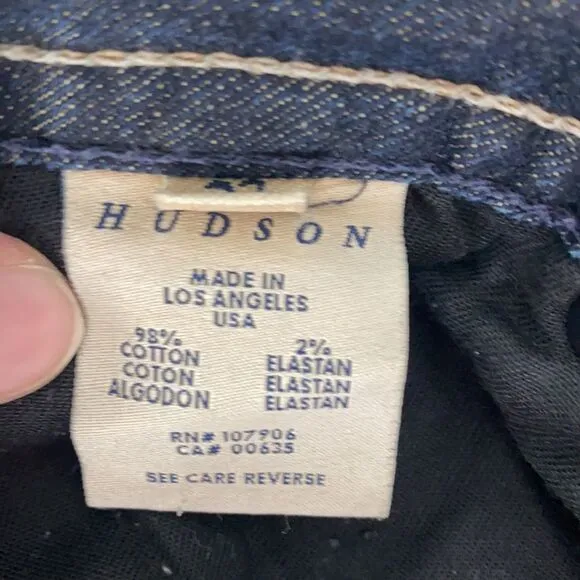 HUDSON
MADE IN
LOS ANGELES
USA
98% 2%
COTTON ELASTAN
COTON ELASTAN
ALGODON ELASTAN
RN# 107906
CA# 00635
SEE CARE REVERSE